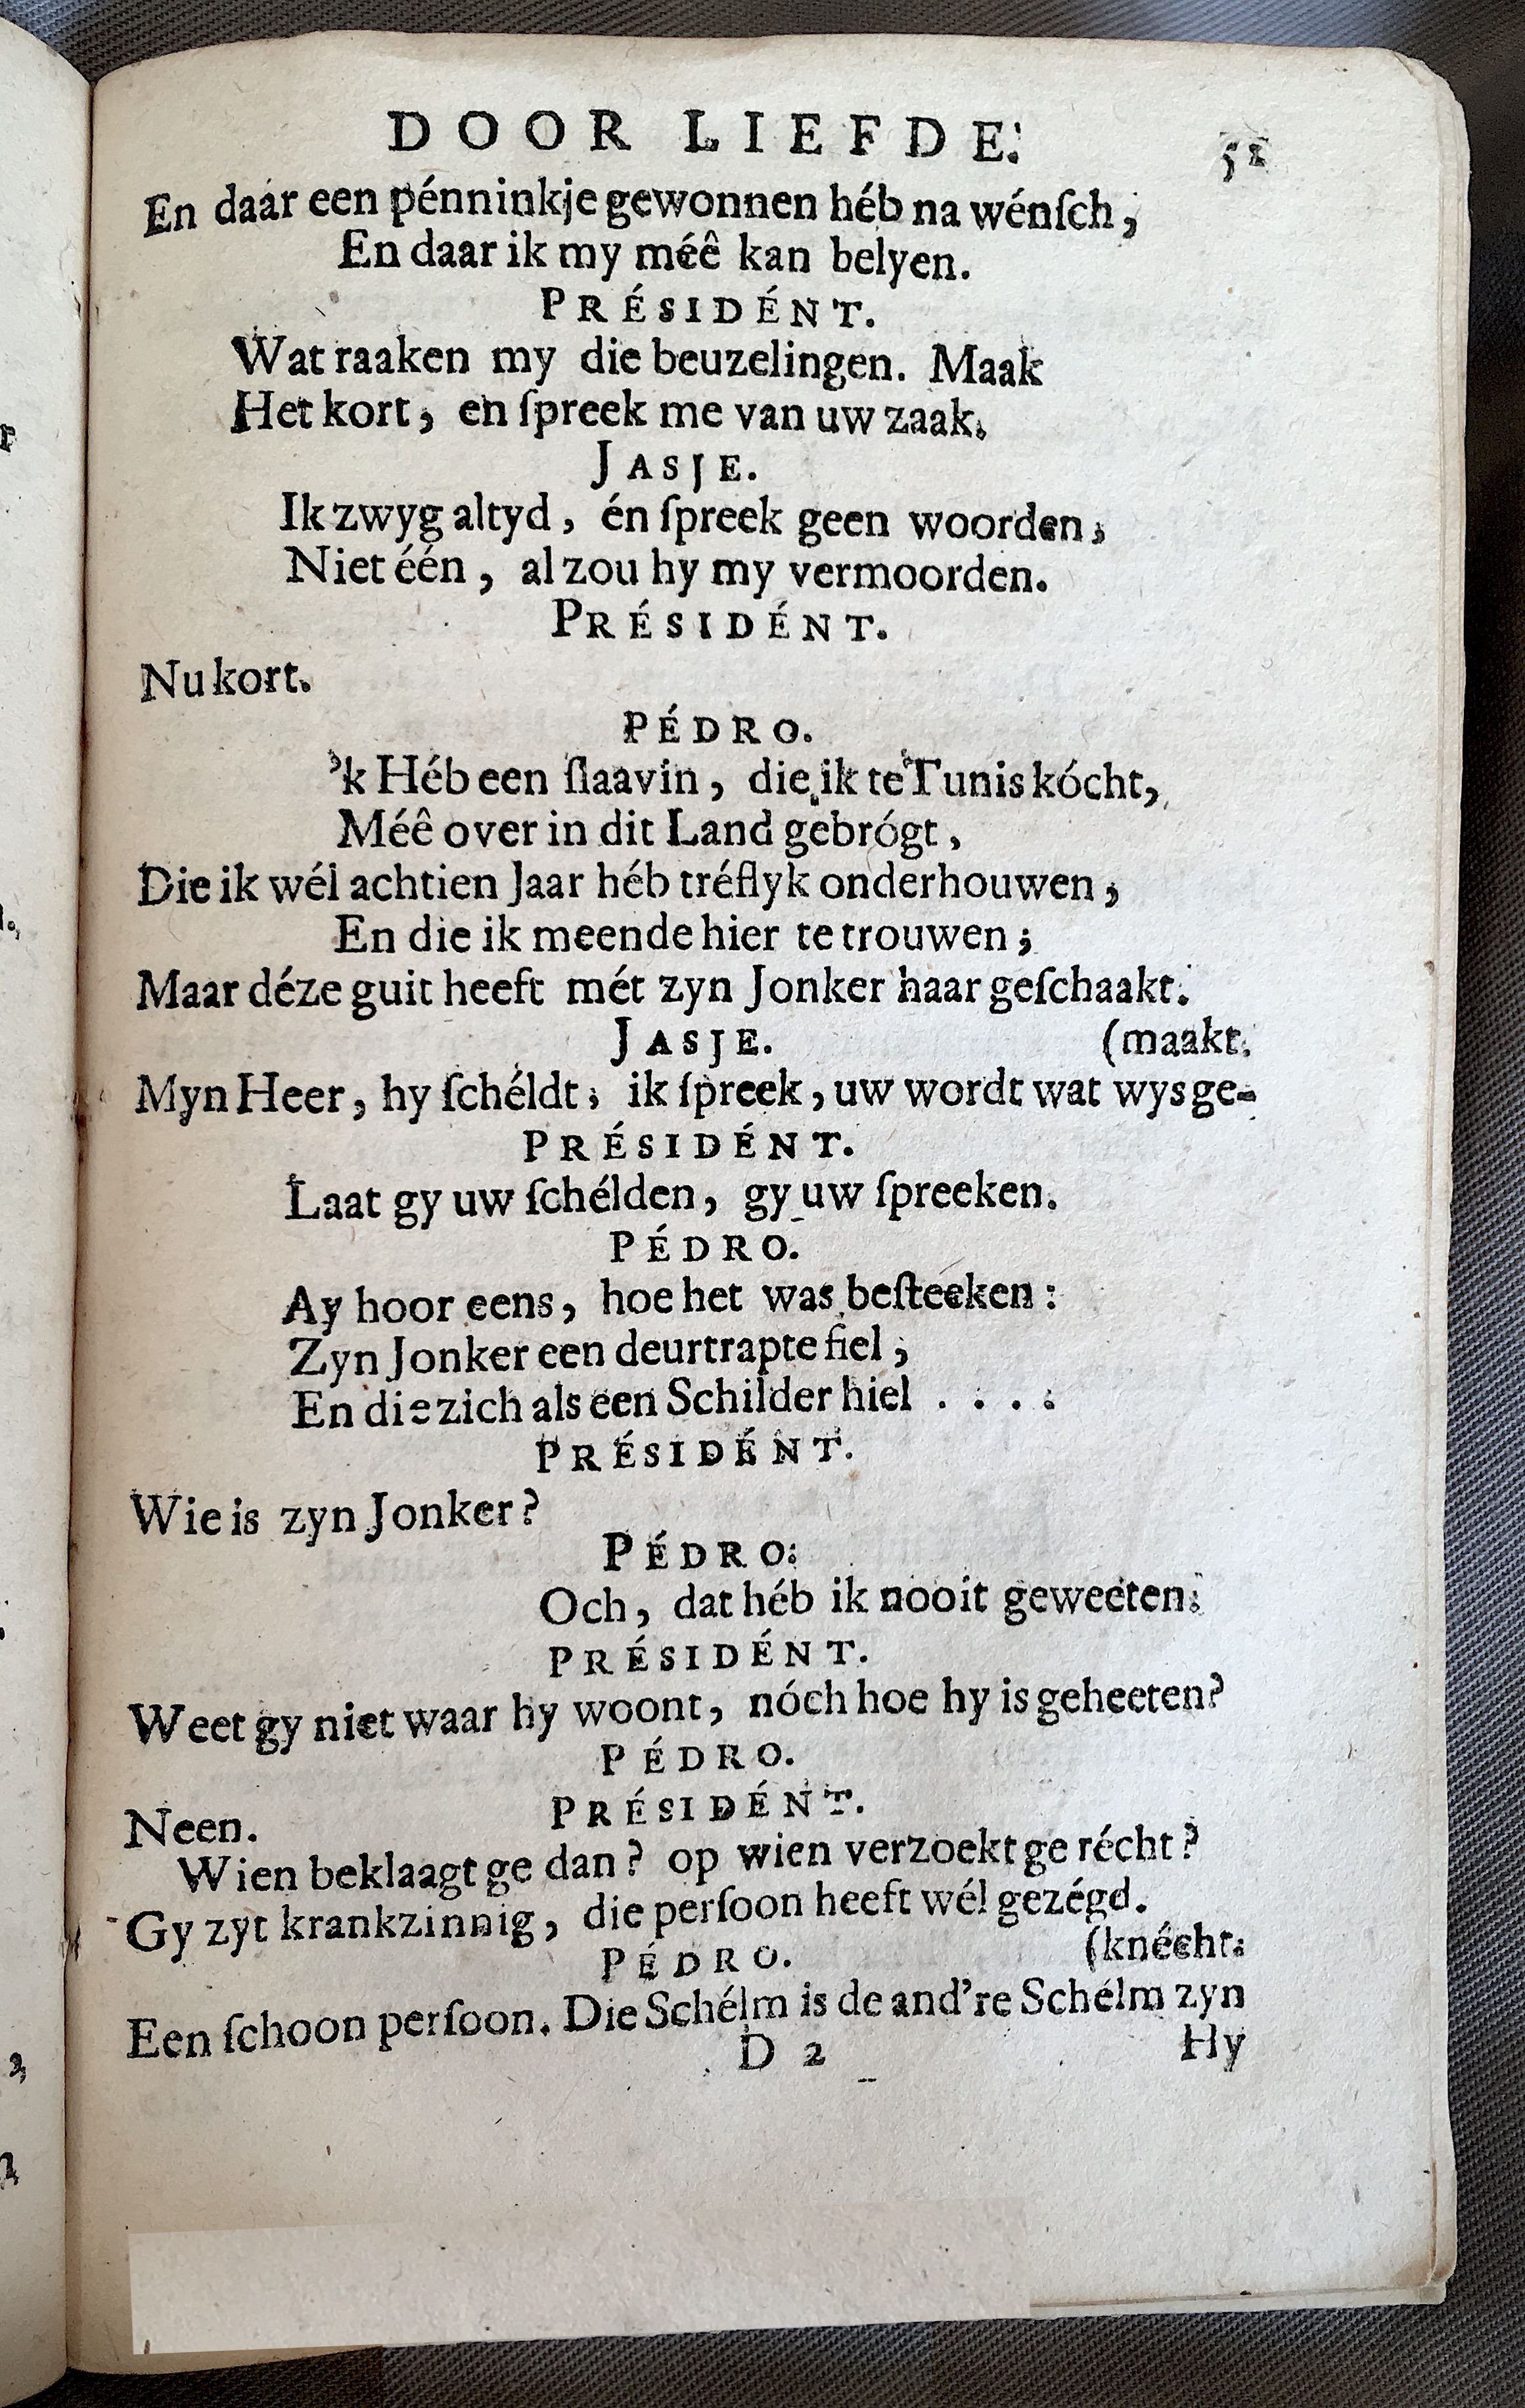 DOOR LIEFDE. 51
En daar een pénninkje gewonnen héb na wénſch,
En daar ik my méê kan belyen.
PRÉSIDÉNT.
Wat raaken my die beuzelingen. Maak
Het kort, en ſpreek me van uw zaak.
JASJE.
Ik zwyg altyd, én ſpreek geen woorden;
Niet één, al zou hy my vermoorden.
PRÉSIDÉNT.
Nu kort.
PÉDRO.
'k Héb een ſlaavin, die ik te Tunis kócht,
Méê over in dit Land gebrógt,
Die ik wél achtien Jaar héb tréflyk onderhouwen,
En die ik meende hier te trouwen;
Maar déze guit heeft mét zyn Jonker haar geſchaakt.
JASJE. (maakt.
Myn Heer, hy ſchéldt; ik ſpreek, uw wordt wat wys ge-
PRÉSIDÉNT.
Laat gy uw ſchélden, gy uw ſpreeken.
PÉDRO.
Ay hoor eens, hoe het was beſteeken:
Zyn Jonker een deurtrapte fiel,
En die zich als een Schilder hiel . . . .
PRÉSIDÉNT.
Wie is zyn Jonker?
PÉDRO.
Och, dat héb ik nooit geweeten.
PRÉSIDÉNT.
Weet gy niet waar hy woont, nóch hoe hy is geheeten?
PÉDRO.
Neen. PRÉSIDÉNT.
Wien beklaagt ge dan? op wien verzoekt ge récht?
Gy zyt krankzinnig, die perſoon heeft wél gezégd.
PÉDRO. (knécht.
Een ſchoon perſoon. Die Schélm is de and're Schélm zyn
D 2 Hy